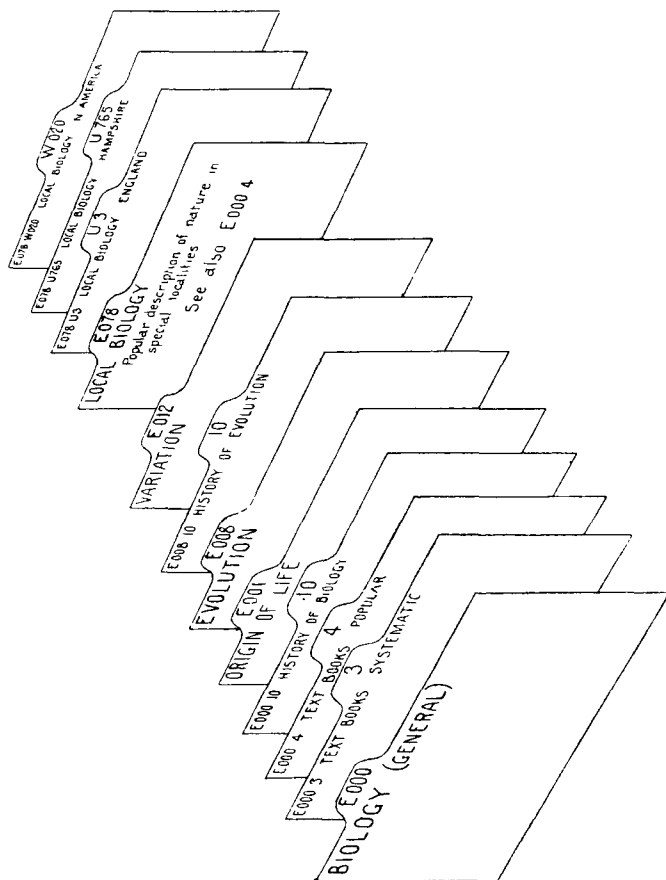 W020
E078 W020 LOCAL BIOLOGY N AMERICA
U765
E078 U765 LOCAL BIOLOGY HAMPSHIRE
U3
E078 U3 LOCAL BIOLOGY ENGLAND
E078
LOCAL BIOLOGY
Popular description of nature in
special localities
See also E000 4
E012
VARIATION
10
E008 10 HISTORY OF EVOLUTION
E008
EVOLUTION
E001
ORIGIN OF LIFE
·10
E000 10 HISTORY OF BIOLOGY
4
E000 4 TEXT BOOKS POPULAR
3
E000 3 TEXT BOOKS SYSTEMATIC
E000
BIOLOGY (GENERAL)